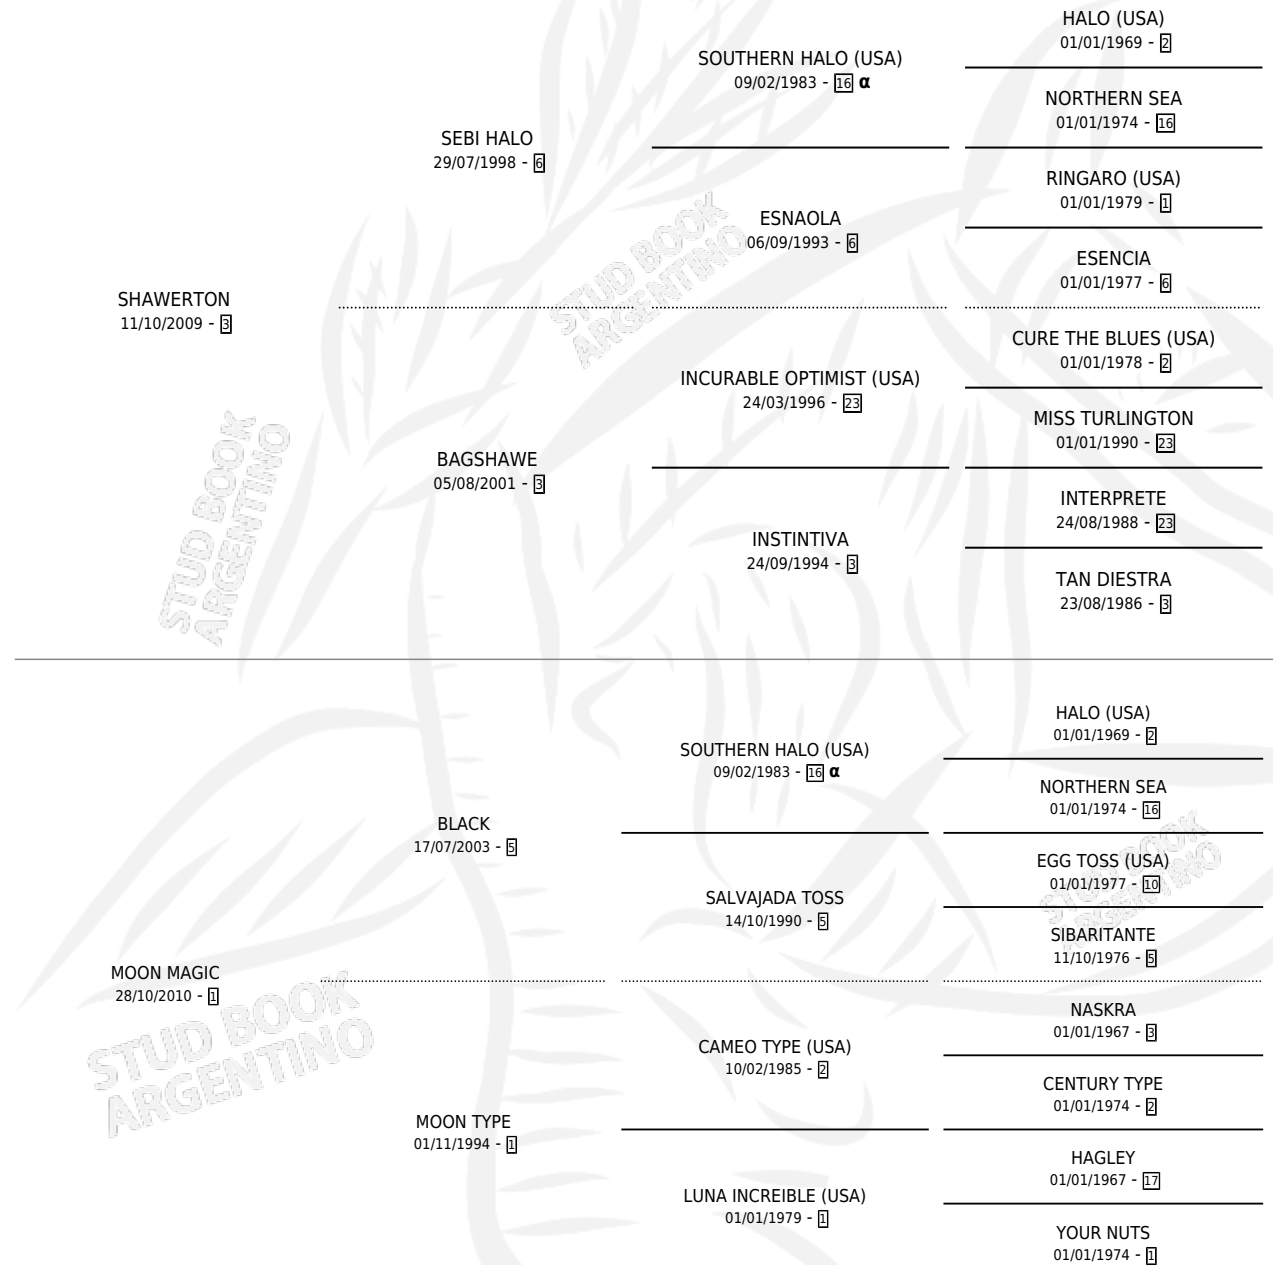 HALO (USA)
01/01/1969 - 2
SOUTHERN HALO (USA)
09/02/1983 - 16 α
NORTHERN SEA
01/01/1974 - 16
SEBI HALO
29/07/1998 - 6
RINGARO (USA)
01/01/1979 - 1
ESNAOLA
06/09/1993 - 6
ESENCIA
01/01/1977 - 6
STUD BOOK
ARGENTINO
SHAWERTON
11/10/2009 - 3
CURE THE BLUES (USA)
01/01/1978 - 2
INCURABLE OPTIMIST (USA)
24/03/1996 - 23
MISS TURLINGTON
01/01/1990 - 23
BAGSHAWE
05/08/2001 - 3
INTERPRETE
24/08/1988 - 23
INSTINTIVA
24/09/1994 - 3
TAN DIESTRA
23/08/1986 - 3
STUD BOOK
ARGENTINO
HALO (USA)
01/01/1969 - 2
SOUTHERN HALO (USA)
09/02/1983 - 16 α
NORTHERN SEA
01/01/1974 - 16
BLACK
17/07/2003 - 5
EGG TOSS (USA)
01/01/1977 - 10
SALVAJADA TOSS
14/10/1990 - 5
SIBARITANTE
11/10/1976 - 5
STUD BOOK
ARGENTINO
MOON MAGIC
28/10/2010 - 1
NASKRA
01/01/1967 - 3
CAMEO TYPE (USA)
10/02/1985 - 2
CENTURY TYPE
01/01/1974 - 2
STUD BOOK
ARGENTINO
MOON TYPE
01/11/1994 - 1
HAGLEY
01/01/1967 - 17
LUNA INCREIBLE (USA)
01/01/1979 - 1
YOUR NUTS
01/01/1974 - 1